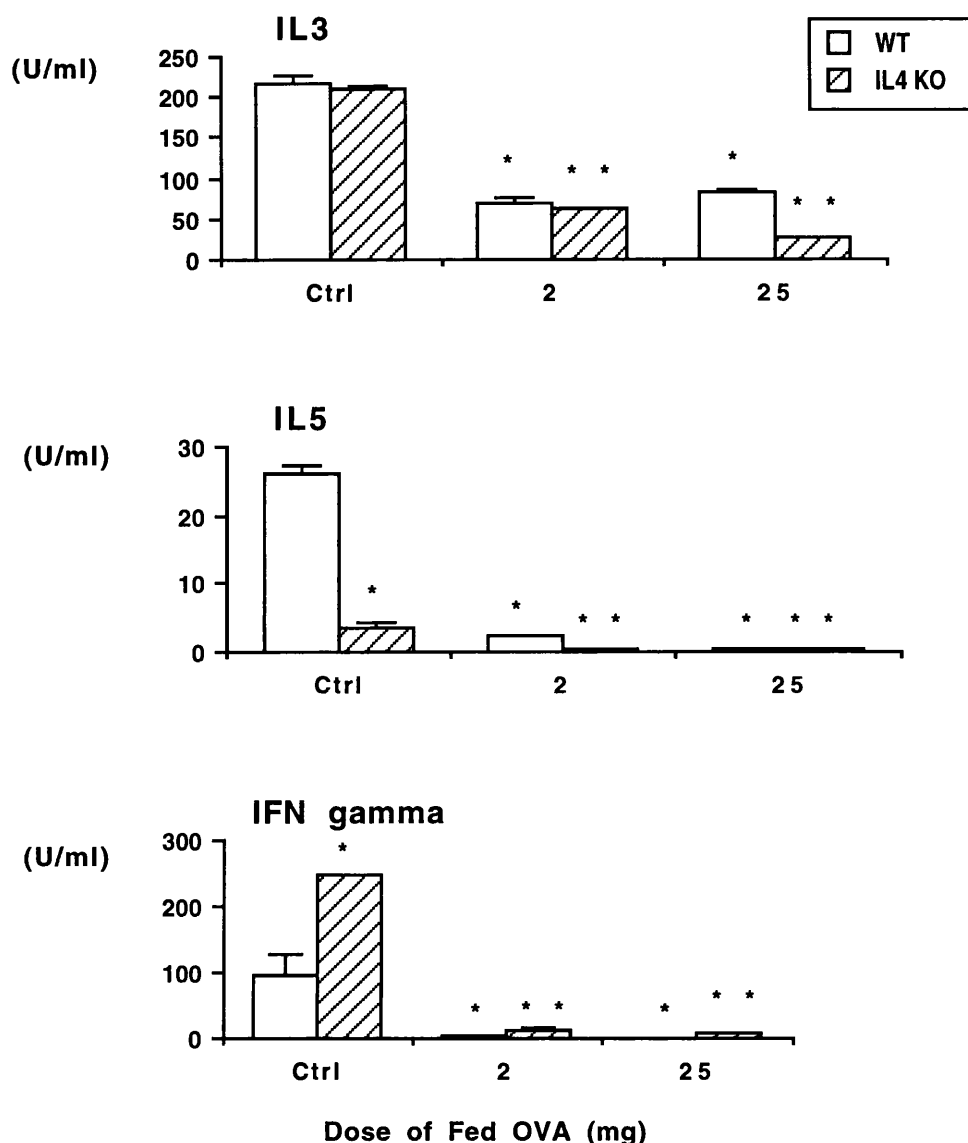 IL3
(U/ml)
WT
IL4 KO
250
200
150
100
50
0
* * * * * *
Ctrl 2 25
IL5
(U/ml)
30
20
10
0
* * * * * * *
Ctrl 2 25
IFN gamma
(U/ml)
300
200
100
0
* * * * * * *
Ctrl 2 25
Dose of Fed OVA (mg)